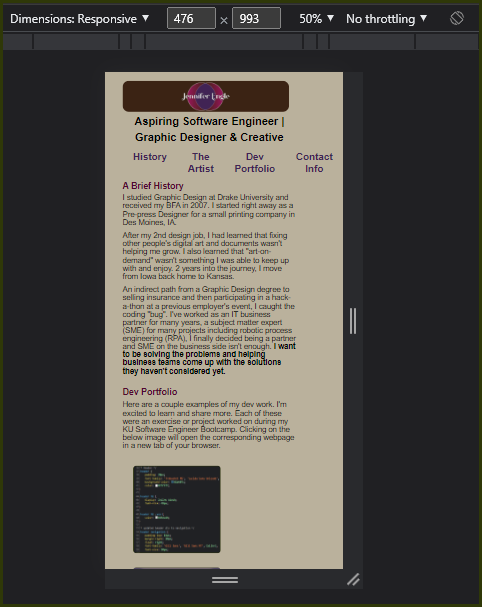 Dimensions: Responsive ▼ 476 × 993 50% ▼ No throttling ▼
Jennifer Engle
Aspiring Software Engineer |
Graphic Designer & Creative
History The Artist Dev Portfolio Contact Info
A Brief History
I studied Graphic Design at Drake University and
received my BFA in 2007. I started right away as a
Pre-press Designer for a small printing company in
Des Moines, IA.
After my 2nd design job, I had learned that fixing
other people's digital art and documents wasn't
helping me grow. I also learned that "art-on-
demand" wasn't something I was able to keep up
with and enjoy. 2 years into the journey, I move
from Iowa back home to Kansas.
An indirect path from a Graphic Design degree to
selling insurance and then participating in a hack-
a-thon at a previous employer's event, I caught the
coding "bug". I've worked as an IT business
partner for many years, a subject matter expert
(SME) for many projects including robotic process
engineering (RPA), I finally decided being a partner
and SME on the business side isn't enough. I want
to be solving the problems and helping
business teams come up with the solutions
they haven't considered yet.
Dev Portfolio
Here are a couple examples of my dev work. I'm
excited to learn and share more. Each of these
were an exercise or project worked on during my
KU Software Engineer Bootcamp. Clicking on the
below image will open the corresponding webpage
in a new tab of your browser.